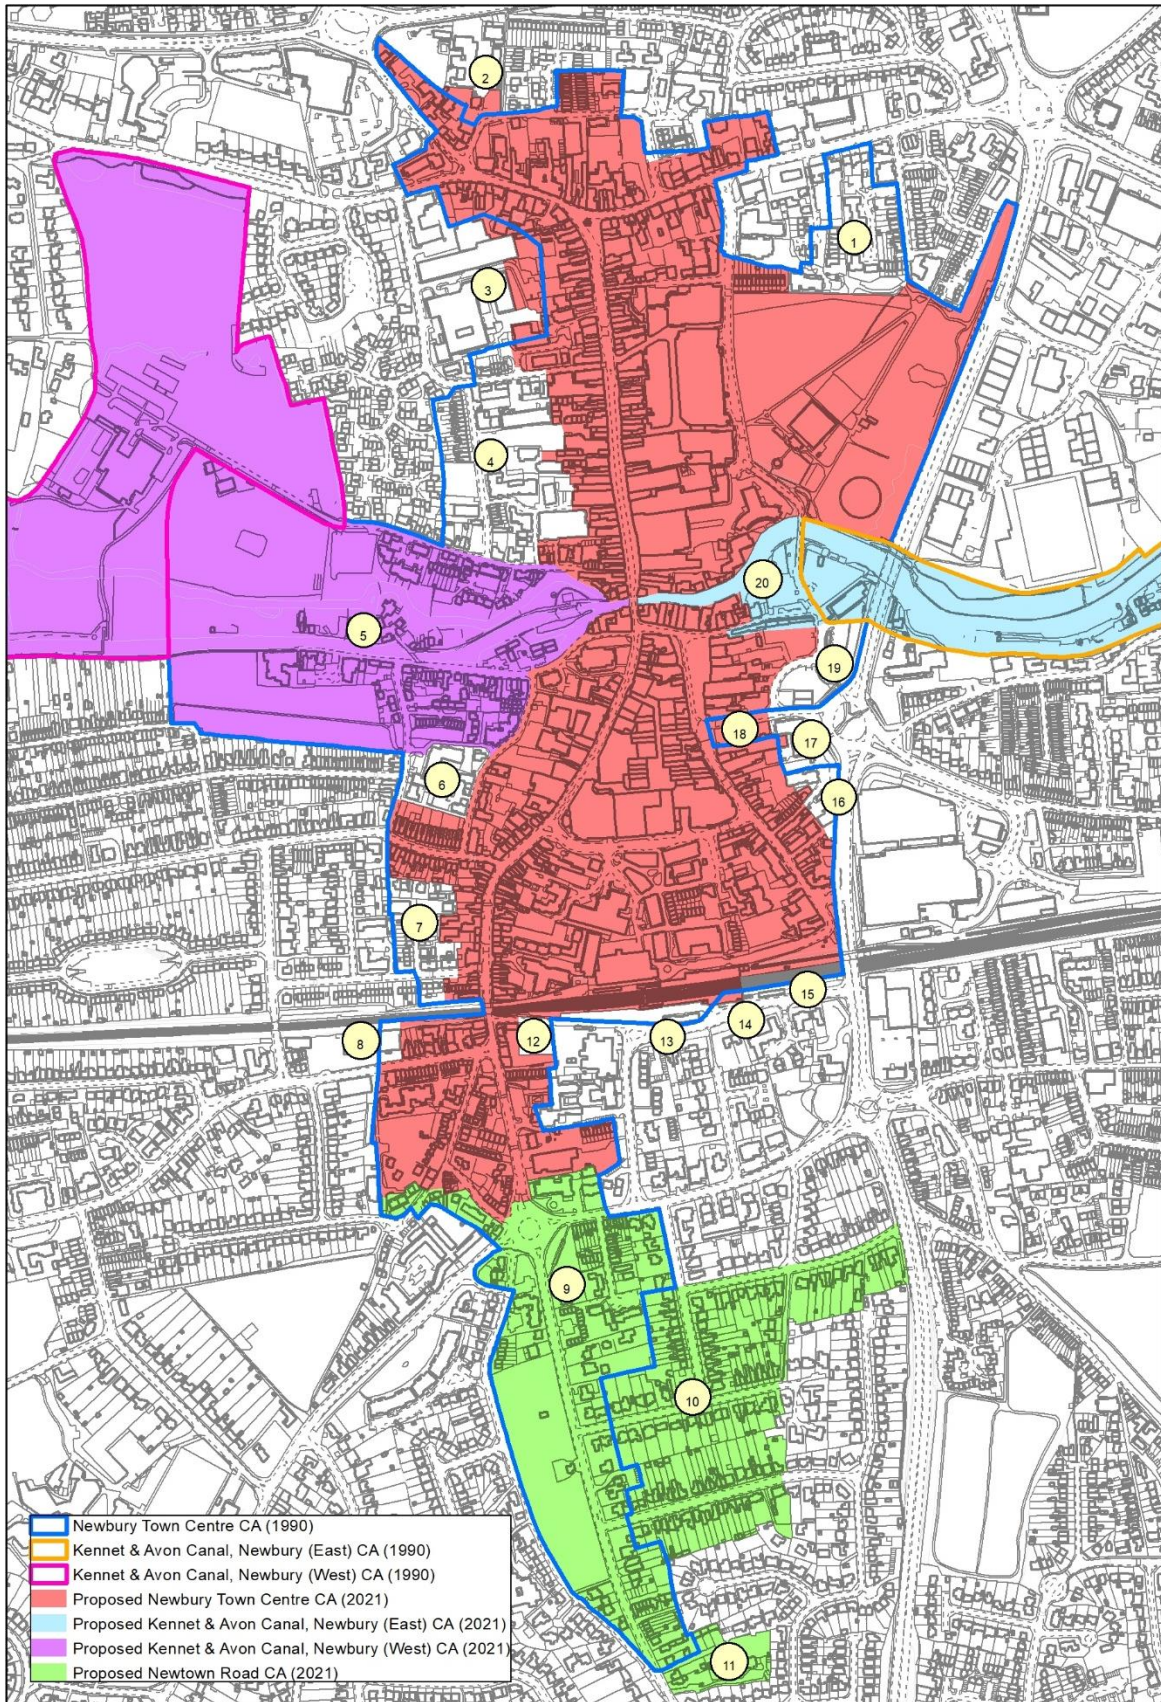 2
1
3
4
20
5
19
18
17
6
16
7
15
14
12
13
8
9
10
11
Newbury Town Centre CA (1990)
Kennet & Avon Canal, Newbury (East) CA (1990)
Kennet & Avon Canal, Newbury (West) CA (1990)
Proposed Newbury Town Centre CA (2021)
Proposed Kennet & Avon Canal, Newbury (East) CA (2021)
Proposed Kennet & Avon Canal, Newbury (West) CA (2021)
Proposed Newtown Road CA (2021)